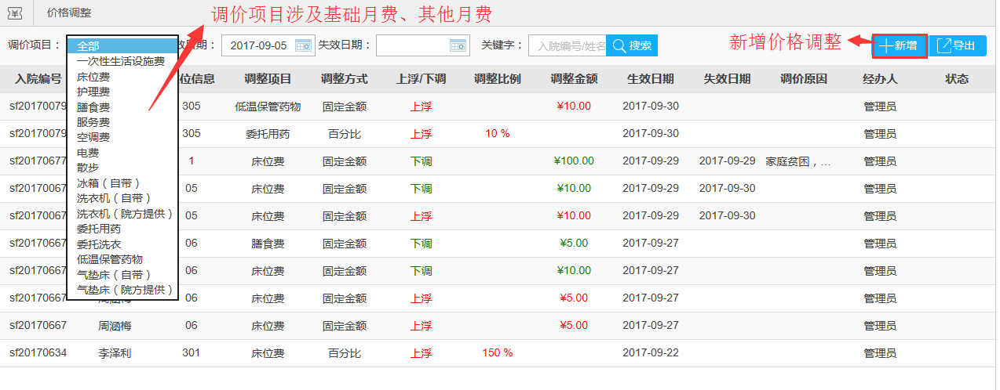 价格调整
调价项目涉及基础月费、其他月费
调价项目： 效日期： 2017-09-05 失效日期： 关键字： 入院编号/姓名 搜索 新增价格调整 新增 导出
全部
一次性生活设施费
床位费
护理费
膳食费
服务费
空调费
电费
散步
冰箱（自带）
洗衣机（自带）
洗衣机（院方提供）
委托用药
委托洗衣
低温保管药物
气垫床（自带）
气垫床（院方提供）
入院编号 位信息 调整项目 调整方式 上浮/下调 调整比例 调整金额 生效日期 失效日期 调价原因 经办人 状态
sf20170079 305 低温保管药物 固定金额 上浮 ¥10.00 2017-09-30 管理员
sf20170079 305 委托用药 百分比 上浮 10 % 2017-09-30 管理员
sf20170677 1 床位费 固定金额 下调 ¥100.00 2017-09-29 2017-09-29 家庭贫困，... 管理员
sf20170667 05 床位费 固定金额 下调 ¥10.00 2017-09-29 2017-09-30 管理员
sf20170667 05 床位费 固定金额 上浮 ¥10.00 2017-09-29 2017-09-30 管理员
sf20170667 06 膳食费 固定金额 下调 ¥5.00 2017-09-27 管理员
sf20170667 06 床位费 固定金额 下调 ¥10.00 2017-09-27 管理员
sf20170667 周涵梅 06 床位费 固定金额 上浮 ¥5.00 2017-09-27 管理员
sf20170667 周涵梅 06 床位费 固定金额 上浮 ¥5.00 2017-09-27 管理员
sf20170634 李泽利 301 床位费 百分比 上浮 150 % 2017-09-22 管理员